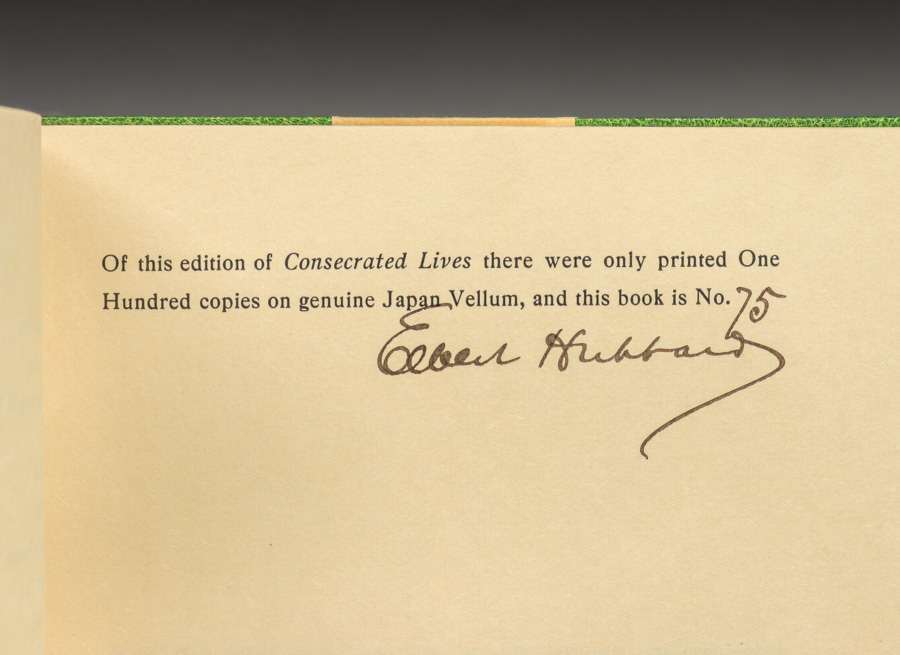 Of this edition of Consecrated Lives there were only printed One
Hundred copies on genuine Japan Vellum, and this book is No. 75
Elbert Hubbard